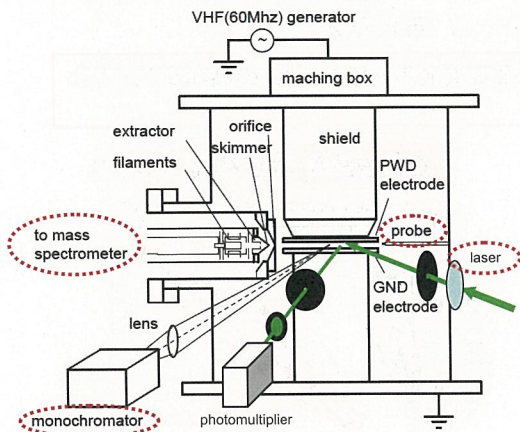 VHF(60Mhz) generator
~
maching box
extractor
orifice
skimmer
filaments
shield
PWD
electrode
probe
to mass
spectrometer
laser
GND
electrode
lens
monochromator
photomultiplier